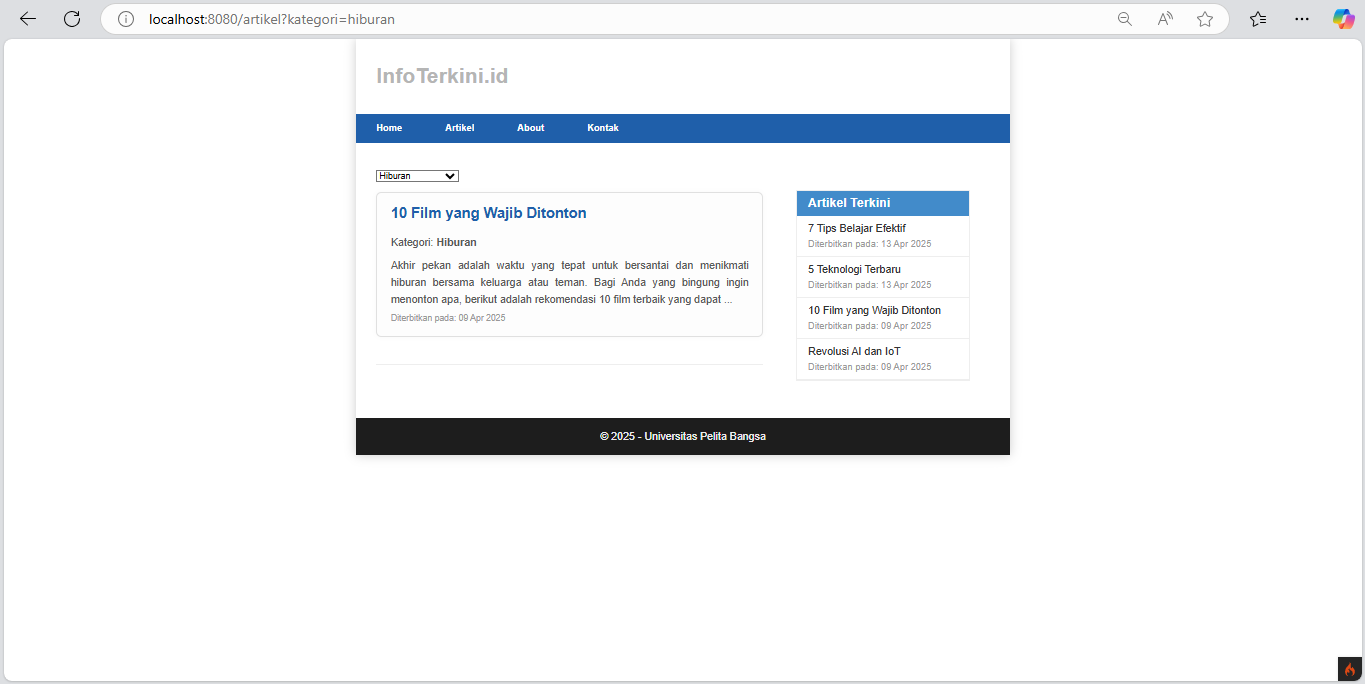 localhost:8080/artikel?kategori=hiburan
InfoTerkini.id
Home Artikel About Kontak
Hiburan
10 Film yang Wajib Ditonton
Kategori: Hiburan
Akhir pekan adalah waktu yang tepat untuk bersantai dan menikmati
hiburan bersama keluarga atau teman. Bagi Anda yang bingung ingin
menonton apa, berikut adalah rekomendasi 10 film terbaik yang dapat ...
Diterbitkan pada: 09 Apr 2025
Artikel Terkini
7 Tips Belajar Efektif
Diterbitkan pada: 13 Apr 2025
5 Teknologi Terbaru
Diterbitkan pada: 13 Apr 2025
10 Film yang Wajib Ditonton
Diterbitkan pada: 09 Apr 2025
Revolusi AI dan IoT
Diterbitkan pada: 09 Apr 2025
© 2025 - Universitas Pelita Bangsa